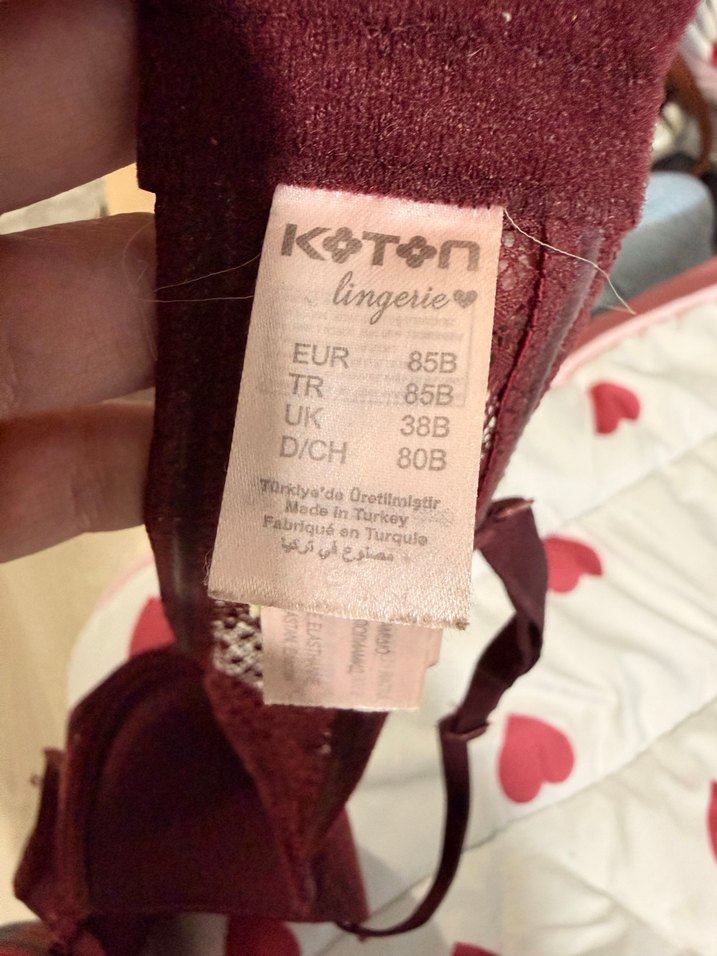 KOTON
lingerie
EUR 85B
TR 85B
UK 38B
D/CH 80B
Türkiye'de Üretilmiştir
Made in Turkey
Fabriqué en Turquie
مصنوع في تركيا